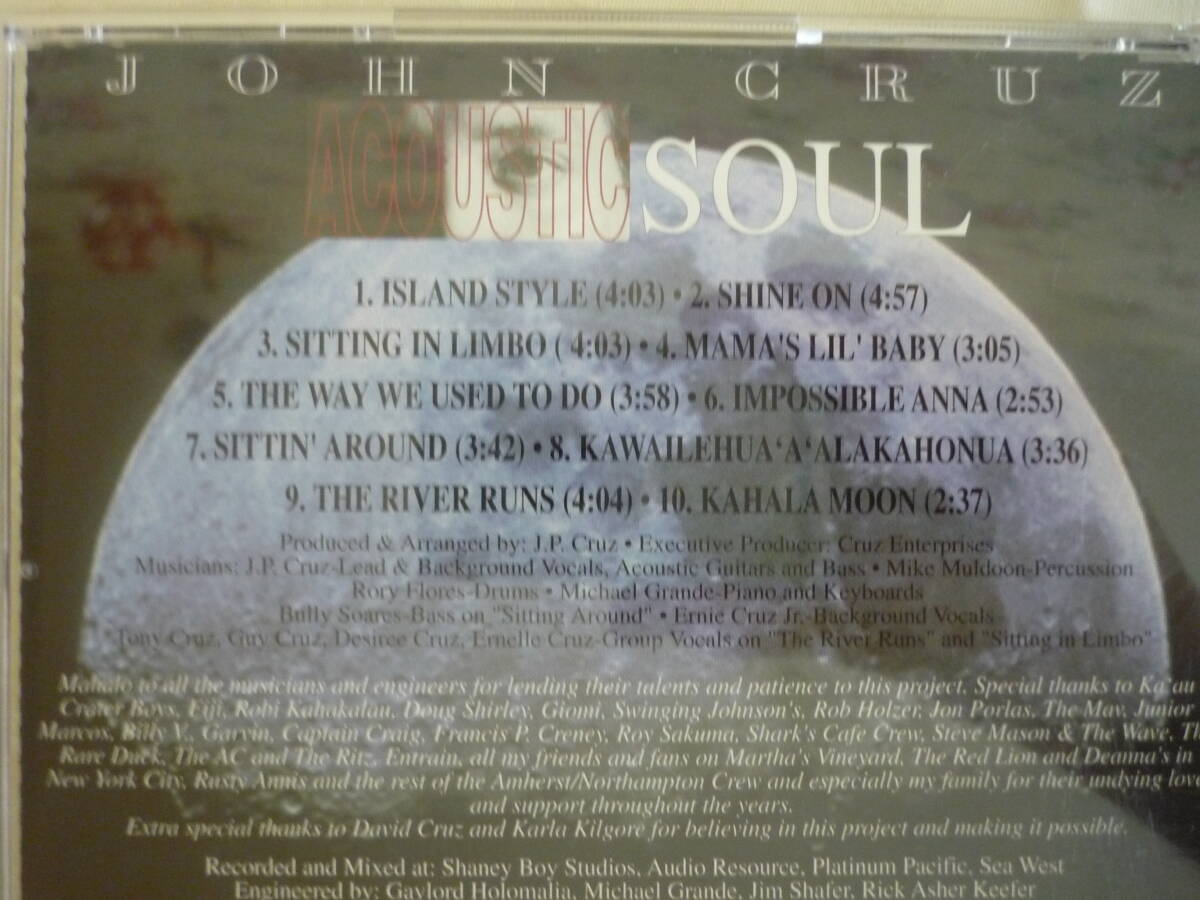 JOHN CRUZ
ACOUSTIC SOUL
1. ISLAND STYLE (4:03) • 2. SHINE ON (4:57)
3. SITTING IN LIMBO ( 4:03) • 4. MAMA'S LIL' BABY (3:05)
5. THE WAY WE USED TO DO (3:58) • 6. IMPOSSIBLE ANNA (2:53)
7. SITTIN' AROUND (3:42) • 8. KAWAILEHUA‘A‘ALAKAHONUA (3:36)
9. THE RIVER RUNS (4:04) • 10. KAHALA MOON (2:37)
Produced & Arranged by: J.P. Cruz • Executive Producer: Cruz Enterprises
Musicians: J.P. Cruz-Lead & Background Vocals, Acoustic Guitars and Bass • Mike Muldoon-Percussion
Rory Flores-Drums • Michael Grande-Piano and Keyboards
Bully Soares-Bass on "Sitting Around" • Ernie Cruz Jr.-Background Vocals
Tony Cruz, Guy Cruz, Desiree Cruz, Ernelle Cruz-Group Vocals on "The River Runs" and "Sitting in Limbo"
Mahalo to all the musicians and engineers for lending their talents and patience to this project. Special thanks to Ka'au
Crater Boys, Fiji, Robi Kahakalau, Doug Shirley, Giomi, Swinging Johnson's, Rob Holzer, Jon Porlas, The Mav, Junior
Marcos, Billy V., Garvin, Captain Craig, Francis P. Creney, Roy Sakuma, Shark's Cafe Crew, Steve Mason & The Wave, Th
Rare Duck, The AC and The Ritz, Entrain, all my friends and fans on Martha's Vineyard, The Red Lion and Deanna's in
New York City, Rusty Annis and the rest of the Amherst/Northampton Crew and especially my family for their undying love
and support throughout the years.
Extra special thanks to David Cruz and Karla Kilgore for believing in this project and making it possible.
Recorded and Mixed at: Shaney Boy Studios, Audio Resource, Platinum Pacific, Sea West
Engineered by: Gaylord Holomalia, Michael Grande, Jim Shafer, Rick Asher Keefer